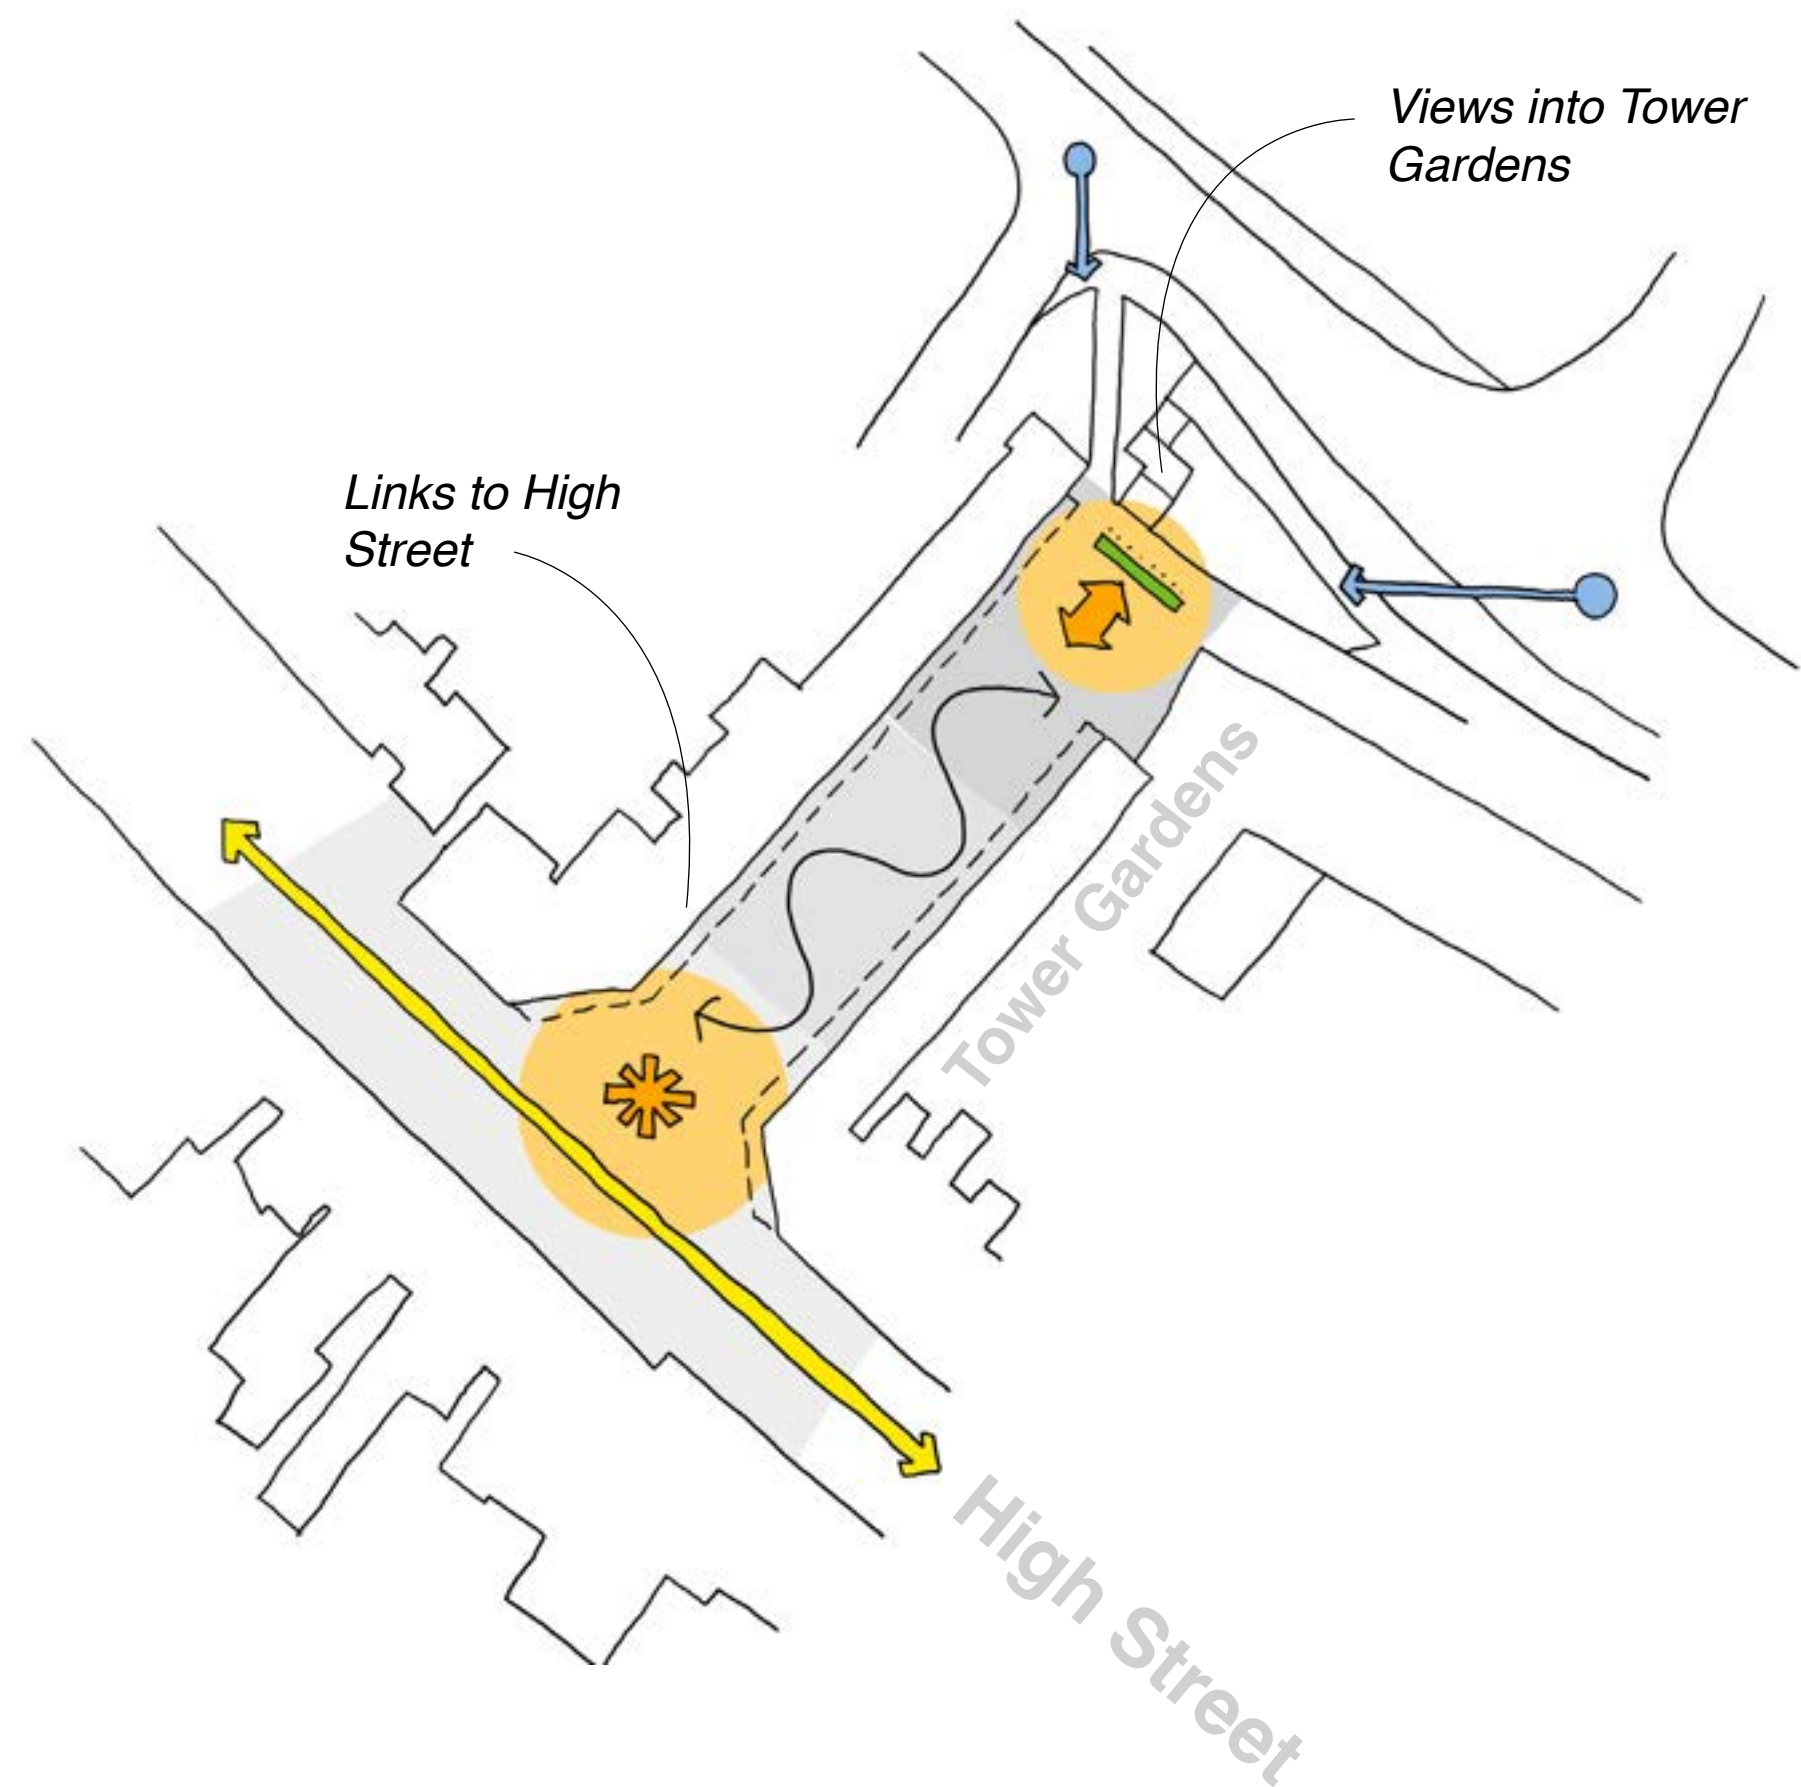 Views into Tower
Gardens
Links to High
Street
Tower Gardens
High Street